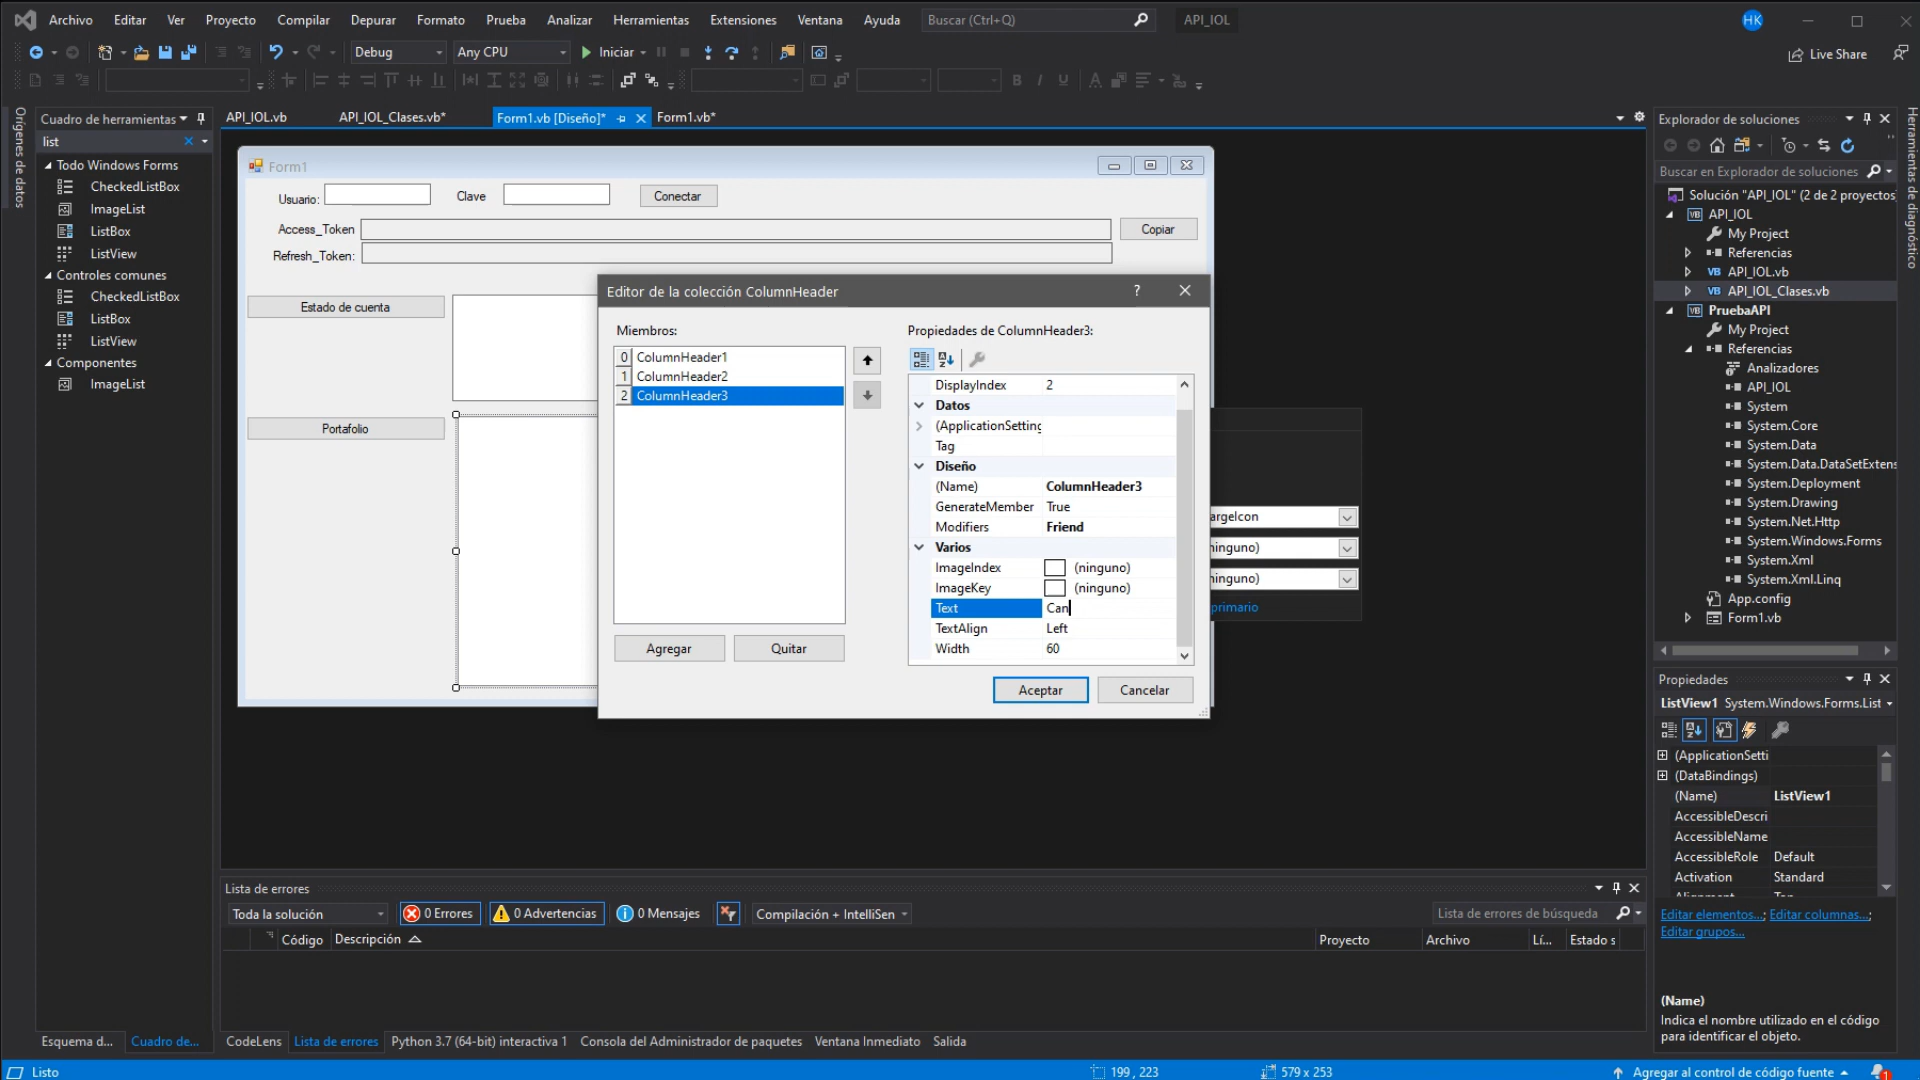 Archivo Editar Ver Proyecto Compilar Depurar Formato Prueba Analizar Herramientas Extensiones Ventana Ayuda Buscar (Ctrl+Q) API_IOL HK
Debug Any CPU Iniciar Live Share
Orígenes de datos
Cuadro de herramientas
list
Todo Windows Forms
CheckedListBox
ImageList
ListBox
ListView
Controles comunes
CheckedListBox
ListBox
ListView
Componentes
ImageList
API_IOL.vb API_IOL_Clases.vb* Form1.vb [Diseño]* Form1.vb*
Form1
Usuario: Clave Conectar
Access_Token Copiar
Refresh_Token:
Estado de cuenta
Portafolio
Editor de la colección ColumnHeader ?
Miembros:
0 ColumnHeader1
1 ColumnHeader2
2 ColumnHeader3
Agregar Quitar
Propiedades de ColumnHeader3:
DisplayIndex 2
Datos
(ApplicationSetting
Tag
Diseño
(Name) ColumnHeader3
GenerateMember True
Modifiers Friend
Varios
ImageIndex (ninguno)
ImageKey (ninguno)
Text Can
TextAlign Left
Width 60
Aceptar Cancelar
argeIcon
ninguno)
ninguno)
primario
Explorador de soluciones
Buscar en Explorador de soluciones
Solución "API_IOL" (2 de 2 proyectos
API_IOL
My Project
Referencias
API_IOL.vb
API_IOL_Clases.vb
PruebaAPI
My Project
Referencias
Analizadores
API_IOL
System
System.Core
System.Data
System.Data.DataSetExtens
System.Deployment
System.Drawing
System.Net.Http
System.Windows.Forms
System.Xml
System.Xml.Linq
App.config
Form1.vb
Herramientas de diagnóstico
Propiedades
ListView1 System.Windows.Forms.List
(ApplicationSetti
(DataBindings)
(Name) ListView1
AccessibleDescri
AccessibleName
AccessibleRole Default
Activation Standard
Editar elementos...; Editar columnas...;
Editar grupos...
(Name)
Indica el nombre utilizado en el código
para identificar el objeto.
Lista de errores
Toda la solución 0 Errores 0 Advertencias 0 Mensajes Compilación + IntelliSen Lista de errores de búsqueda
Código Descripción Proyecto Archivo Lí... Estado s
Esquema d... Cuadro de... CodeLens Lista de errores Python 3.7 (64-bit) interactiva 1 Consola del Administrador de paquetes Ventana Inmediato Salida
Listo 199 , 223 579 x 253 Agregar al control de código fuente 1